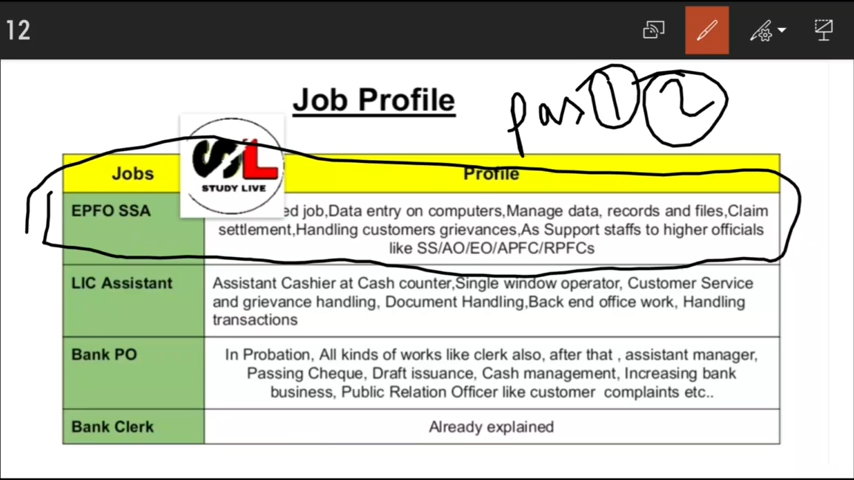 12
Job Profile
pas 1 2
Jobs Profile
STUDY LIVE
EPFO SSA
job,Data entry on computers,Manage data, records and files,Claim
settlement,Handling customers grievances,As Support staffs to higher officials
like SS/AO/EO/APFC/RPFCs
LIC Assistant
Assistant Cashier at Cash counter,Single window operator, Customer Service
and grievance handling, Document Handling,Back end office work, Handling
transactions
Bank PO
In Probation, All kinds of works like clerk also, after that , assistant manager,
Passing Cheque, Draft issuance, Cash management, Increasing bank
business, Public Relation Officer like customer complaints etc..
Bank Clerk
Already explained